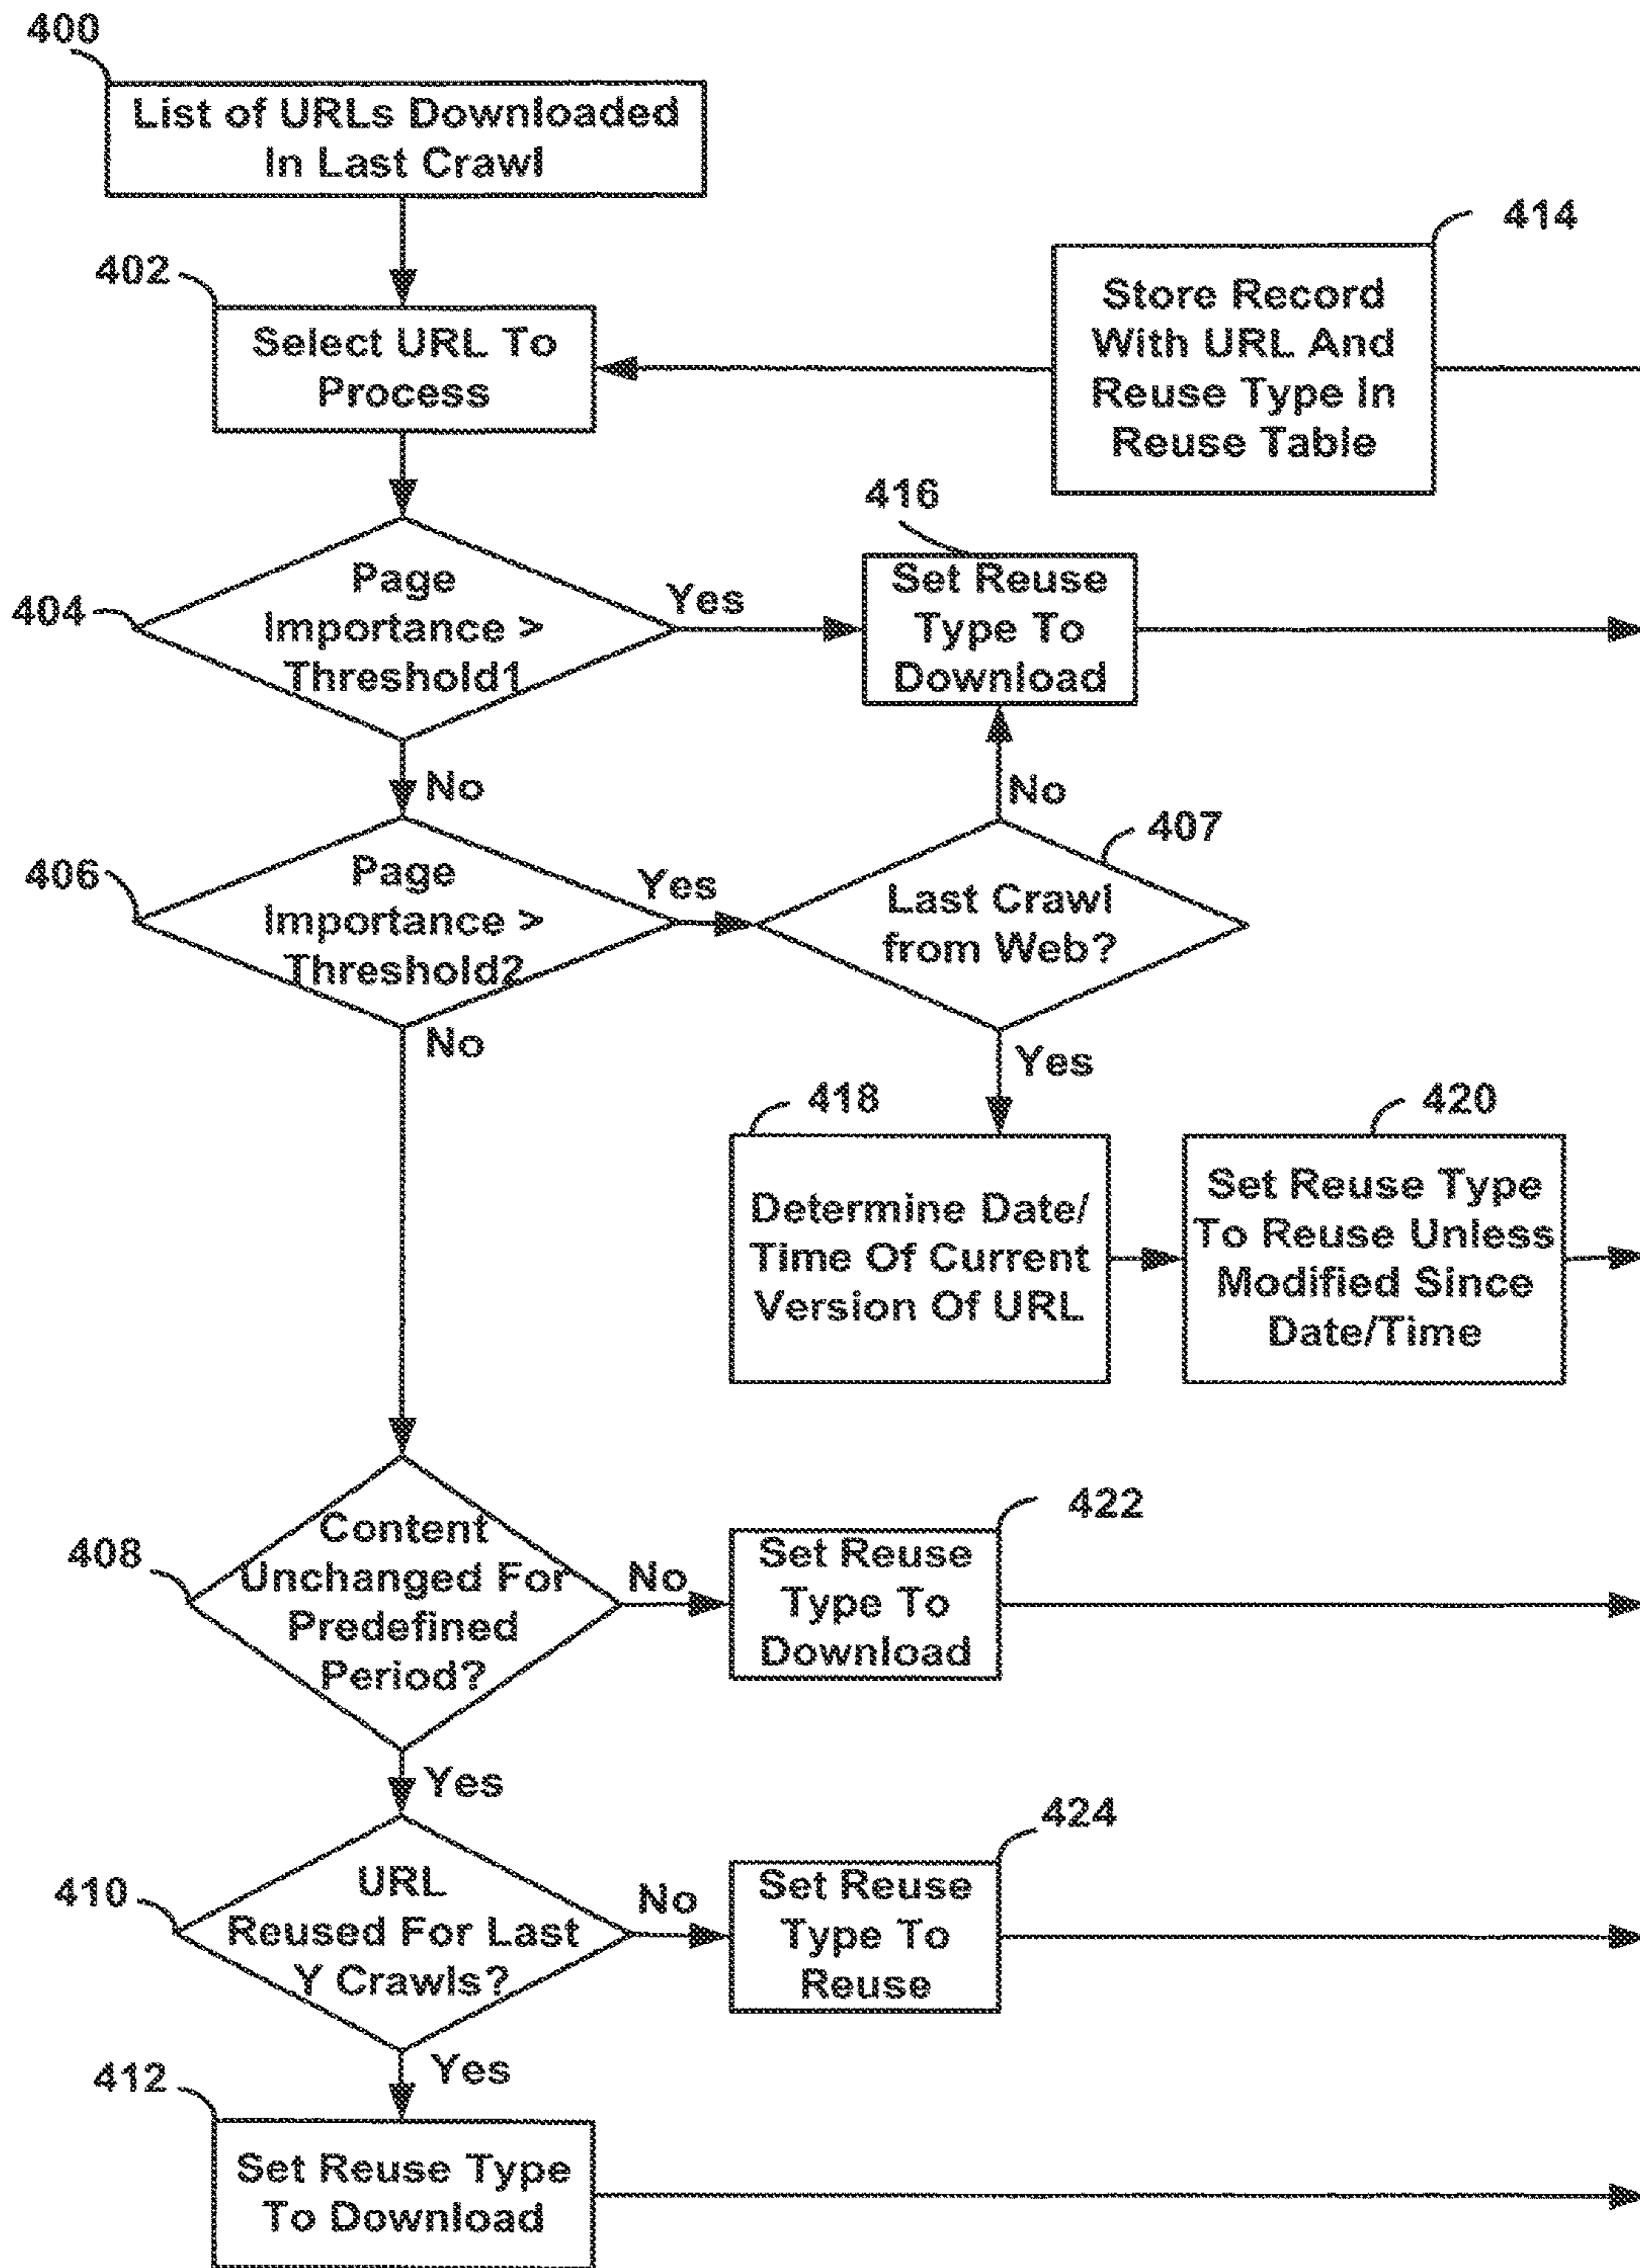 400
List of URLs Downloaded
In Last Crawl
402
Select URL To
Process
414
Store Record
With URL And
Reuse Type In
Reuse Table
404
Page
Importance >
Threshold1
Yes
416
Set Reuse
Type To
Download
No
No
406
Page
Importance >
Threshold2
Yes
407
Last Crawl
from Web?
No
Yes
418
Determine Date/
Time Of Current
Version Of URL
420
Set Reuse Type
To Reuse Unless
Modified Since
Date/Time
408
Content
Unchanged For
Predefined
Period?
No
422
Set Reuse
Type To
Download
Yes
410
URL
Reused For Last
Y Crawls?
No
424
Set Reuse
Type To
Reuse
Yes
412
Set Reuse Type
To Download